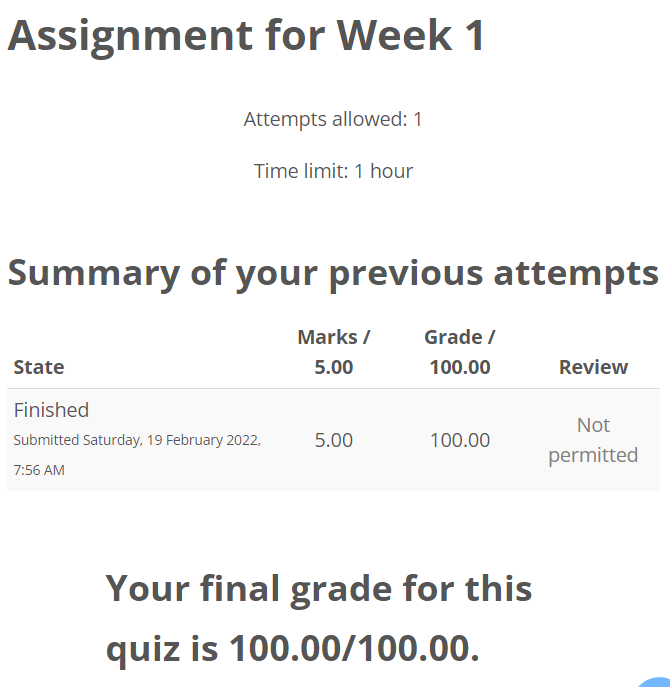 Assignment for Week 1
Attempts allowed: 1
Time limit: 1 hour
Summary of your previous attempts
State Marks / 5.00 Grade / 100.00 Review
Finished
Submitted Saturday, 19 February 2022,
7:56 AM
5.00 100.00 Not permitted
Your final grade for this
quiz is 100.00/100.00.